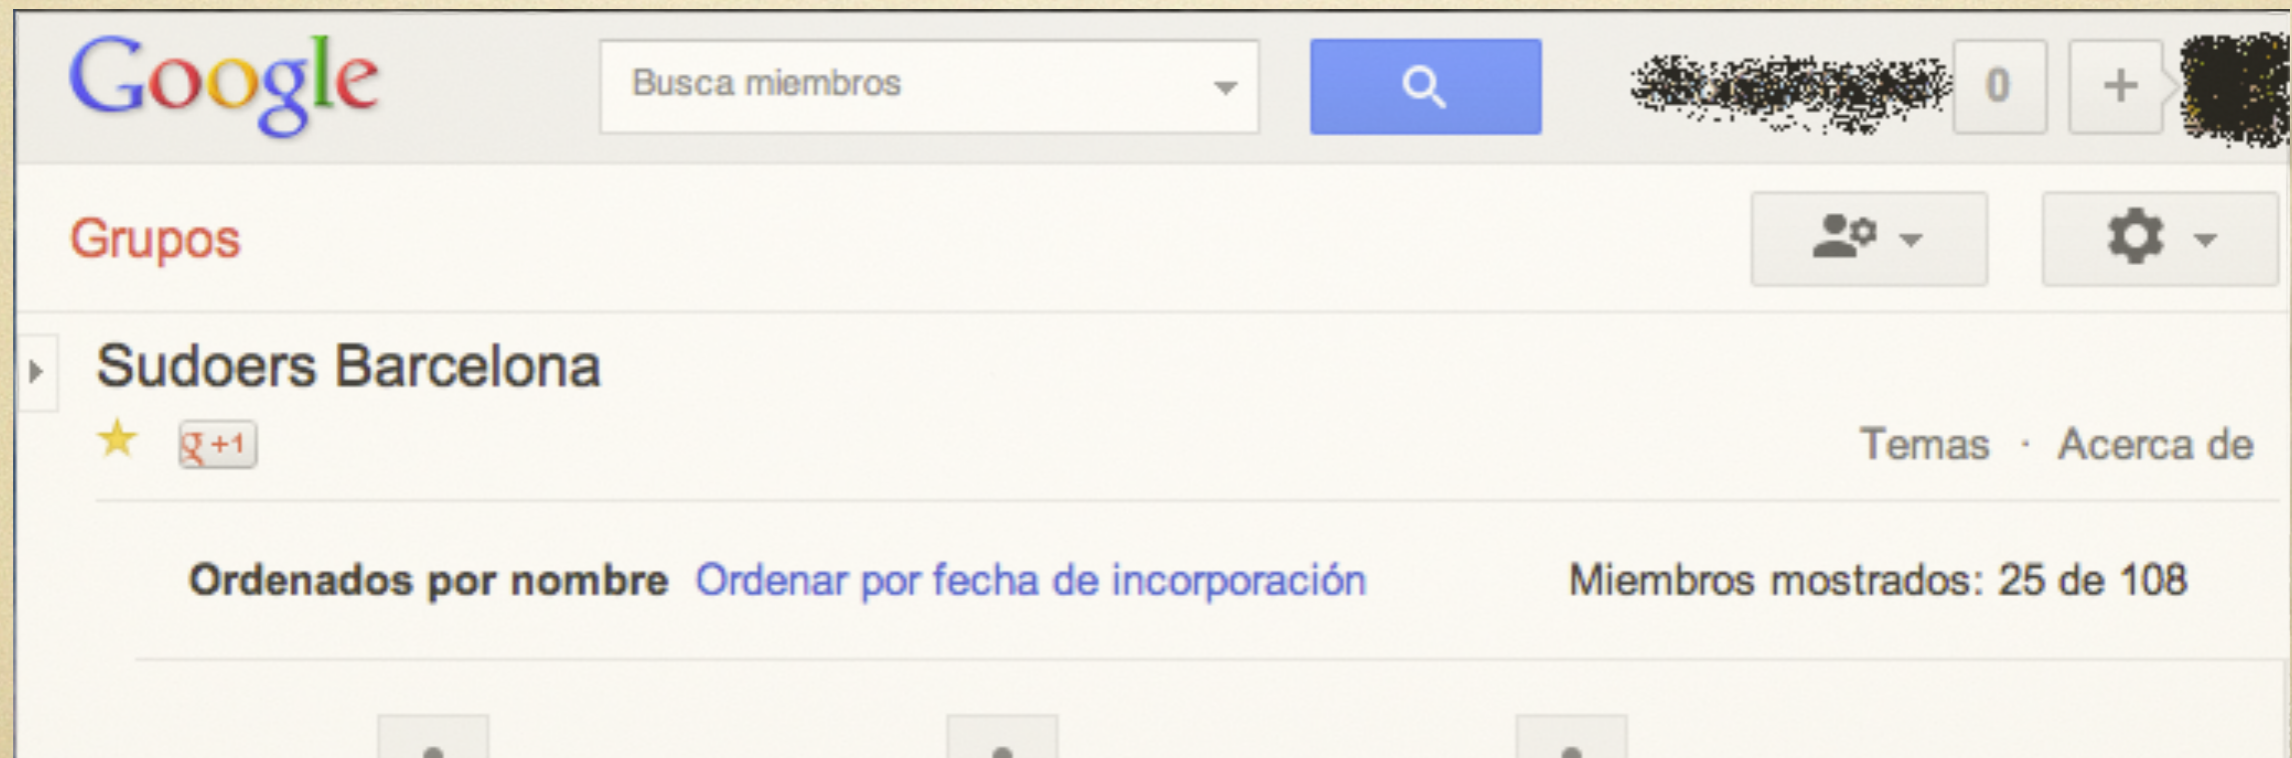 Google
Busca miembros
0
+
Grupos
Sudoers Barcelona
g +1
Temas · Acerca de
Ordenados por nombre Ordenar por fecha de incorporación Miembros mostrados: 25 de 108